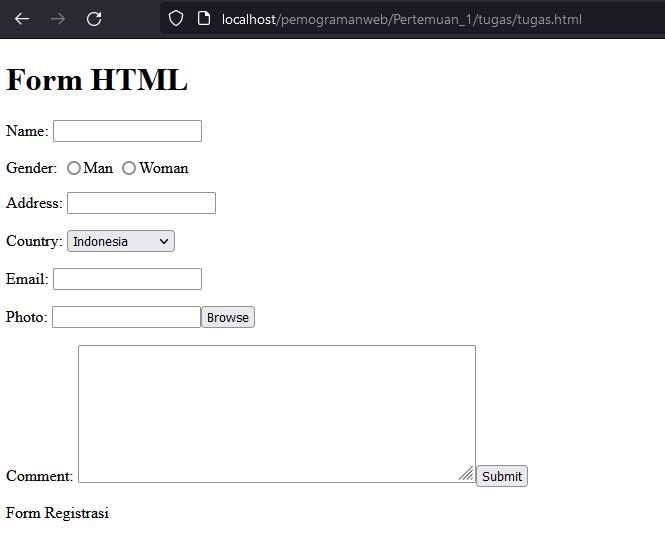 localhost/pemogramanweb/Pertemuan_1/tugas/tugas.html
Form HTML
Name:
Gender: Man Woman
Address:
Country: Indonesia
Email:
Photo: Browse
Comment: Submit
Form Registrasi